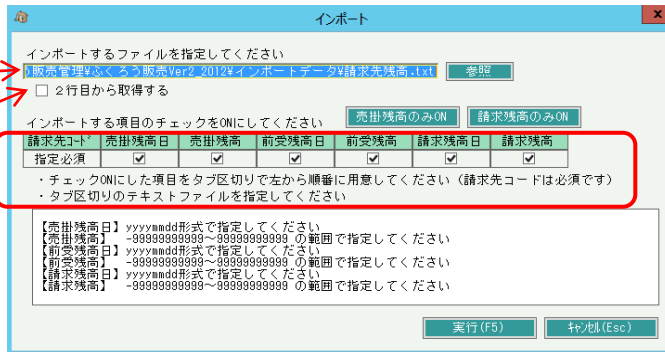 インポート
x
インポートするファイルを指定してください
販売管理¥ふくろう販売Ver2_2012¥インポートデータ¥請求先残高.txt 参照
2行目から取得する
インポートする項目のチェックをONにしてください 売掛残高のみON 請求残高のみON
請求先ｺｰﾄﾞ 売掛残高日 売掛残高 前受残高日 前受残高 請求残高日 請求残高
指定必須
・チェックONにした項目をタブ区切りで左から順番に用意してください（請求先コードは必須です）
・タブ区切りのテキストファイルを指定してください
【売掛残高日】yyyymmdd形式で指定してください
【売掛残高】 -99999999999～99999999999 の範囲で指定してください
【前受残高日】yyyymmdd形式で指定してください
【前受残高】 -99999999999～99999999999 の範囲で指定してください
【請求残高日】yyyymmdd形式で指定してください
【請求残高】 -99999999999～99999999999 の範囲で指定してください
実行(F5) ｷｬﾝｾﾙ(Esc)